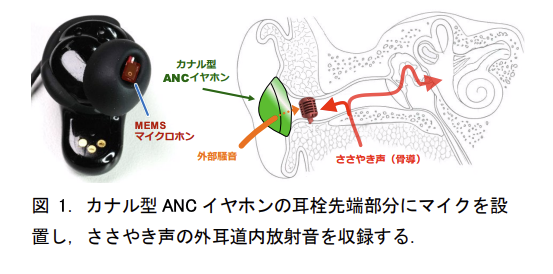 カナル型
ANCイヤホン
MEMS
マイクロホン
外部騒音
ささやき声（骨導）
図 1. カナル型 ANC イヤホンの耳栓先端部分にマイクを設
置し，ささやき声の外耳道内放射音を収録する．